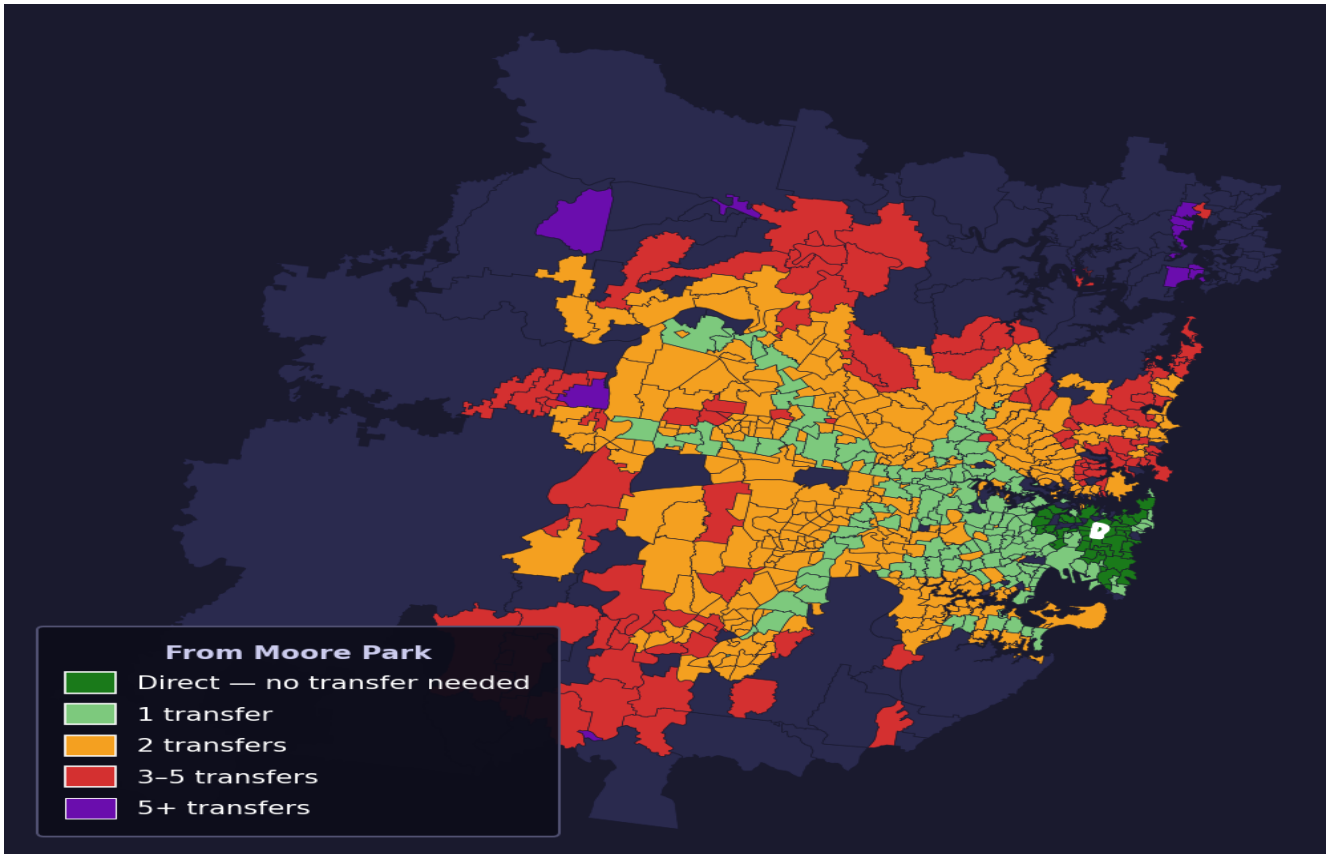 From Moore Park
Direct — no transfer needed
1 transfer
2 transfers
3–5 transfers
5+ transfers